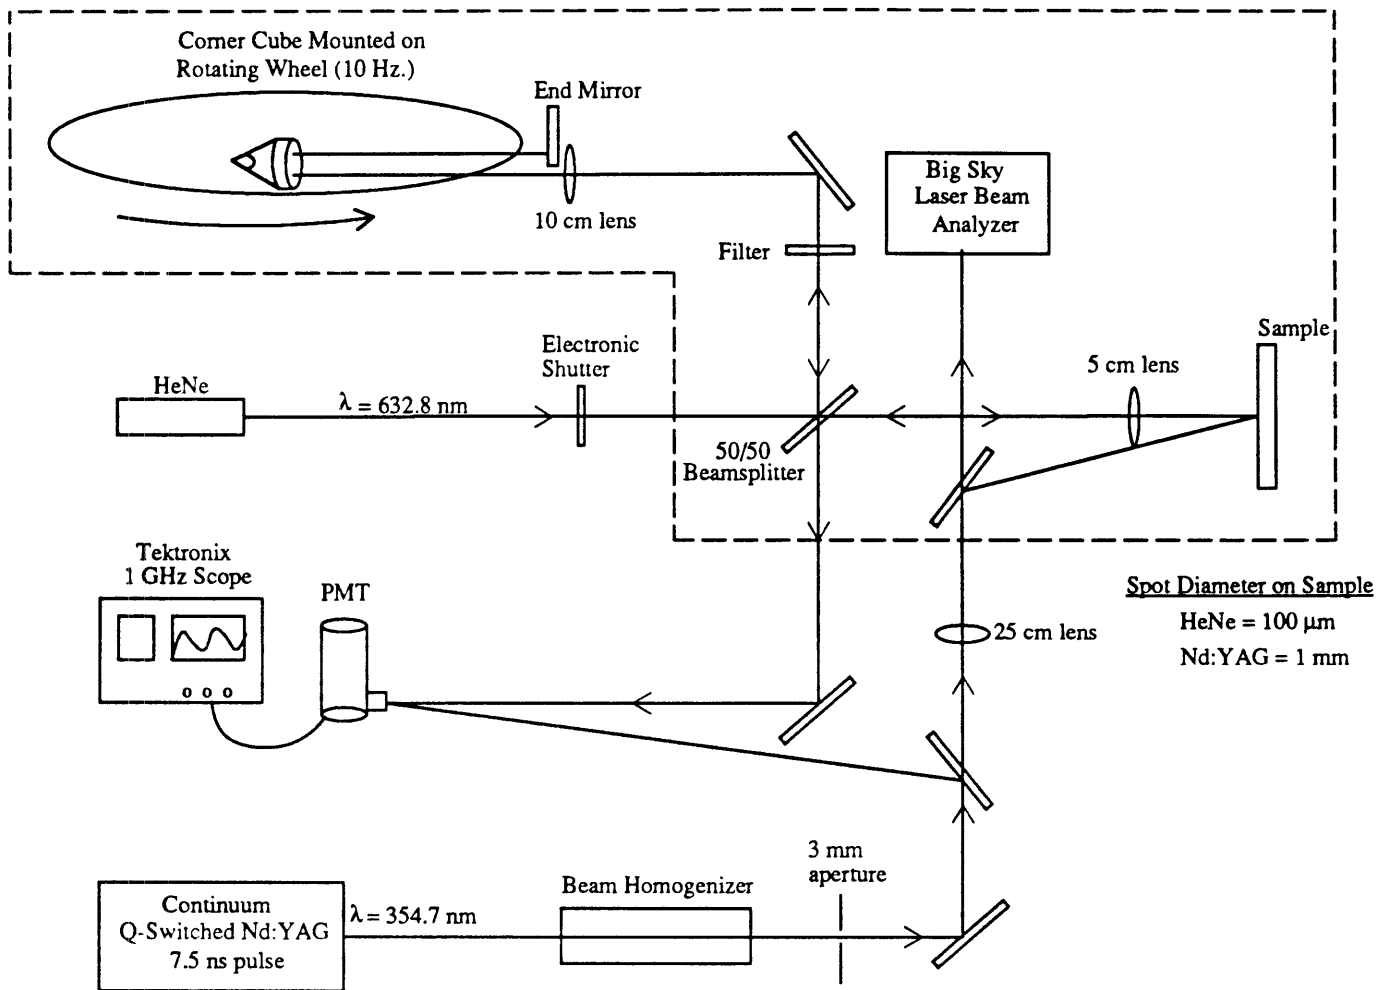 Corner Cube Mounted on
Rotating Wheel (10 Hz.)
End Mirror
10 cm lens
Big Sky
Laser Beam
Analyzer
Filter
Sample
Electronic
Shutter
5 cm lens
HeNe
λ = 632.8 nm
50/50
Beamsplitter
Tektronix
1 GHz Scope
PMT
Spot Diameter on Sample
HeNe = 100 µm
Nd:YAG = 1 mm
25 cm lens
3 mm
aperture
Beam Homogenizer
Continuum
Q-Switched Nd:YAG
7.5 ns pulse
λ = 354.7 nm